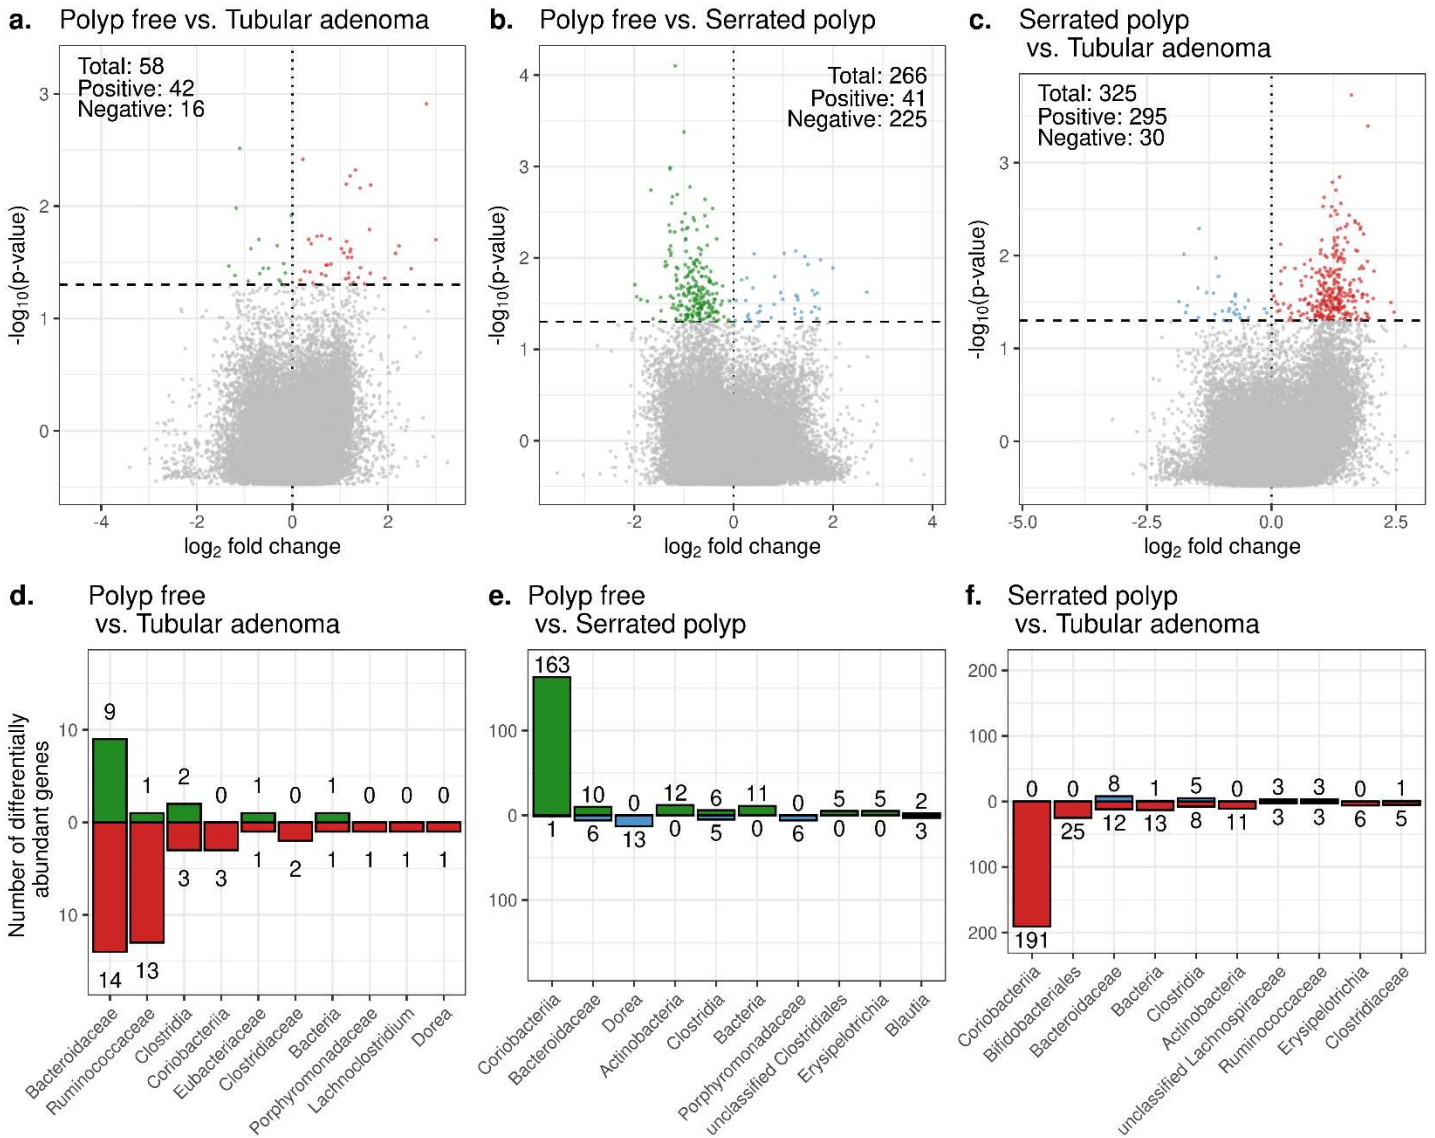 a. Polyp free vs. Tubular adenoma
Total: 58
Positive: 42
Negative: 16
3
2
1
0
-log10(p-value)
-4
-2
0
2
log2 fold change
b. Polyp free vs. Serrated polyp
Total: 266
Positive: 41
Negative: 225
4
3
2
1
0
-log10(p-value)
-2
0
2
4
log2 fold change
c. Serrated polyp
vs. Tubular adenoma
Total: 325
Positive: 295
Negative: 30
3
2
1
0
-log10(p-value)
-5.0
-2.5
0.0
2.5
log2 fold change
d. Polyp free
vs. Tubular adenoma
Number of differentially
abundant genes
10
0
10
9
1
2
0
1
0
1
0
0
0
14
13
3
3
1
2
1
1
1
1
Bacteroidaceae
Ruminococcaceae
Clostridia
Coriobacteriia
Eubacteriaceae
Clostridiaceae
Bacteria
Porphyromonadaceae
Lachnoclostridium
Dorea
e. Polyp free
vs. Serrated polyp
100
0
100
163
10
0
12
6
11
0
5
5
2
1
6
13
0
5
0
6
0
0
3
Coriobacteriia
Bacteroidaceae
Dorea
Actinobacteria
Clostridia
Bacteria
Porphyromonadaceae
unclassified Clostridiales
Erysipelotrichia
Blautia
f. Serrated polyp
vs. Tubular adenoma
200
100
0
100
200
0
0
8
1
5
0
3
3
0
1
191
25
12
13
8
11
3
3
6
5
Coriobacteriia
Bifidobacteriales
Bacteroidaceae
Bacteria
Clostridia
Actinobacteria
unclassified Lachnospiraceae
Ruminococcaceae
Erysipelotrichia
Clostridiaceae